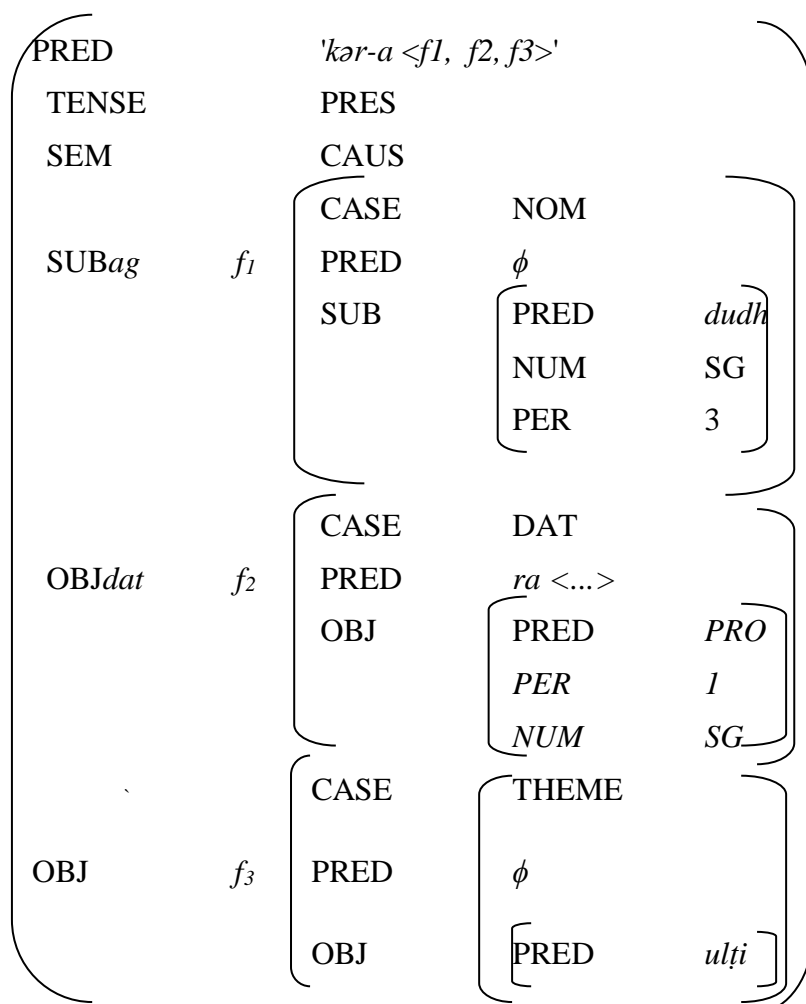 PRED 'kər-a <f1, f2, f3>'
TENSE PRES
SEM CAUS
CASE NOM
SUBag f1 PRED ϕ
SUB PRED dudh
NUM SG
PER 3
CASE DAT
OBJdat f2 PRED ra <...>
OBJ PRED PRO
PER 1
NUM SG
` CASE THEME
OBJ f3 PRED ϕ
OBJ PRED ulṭi